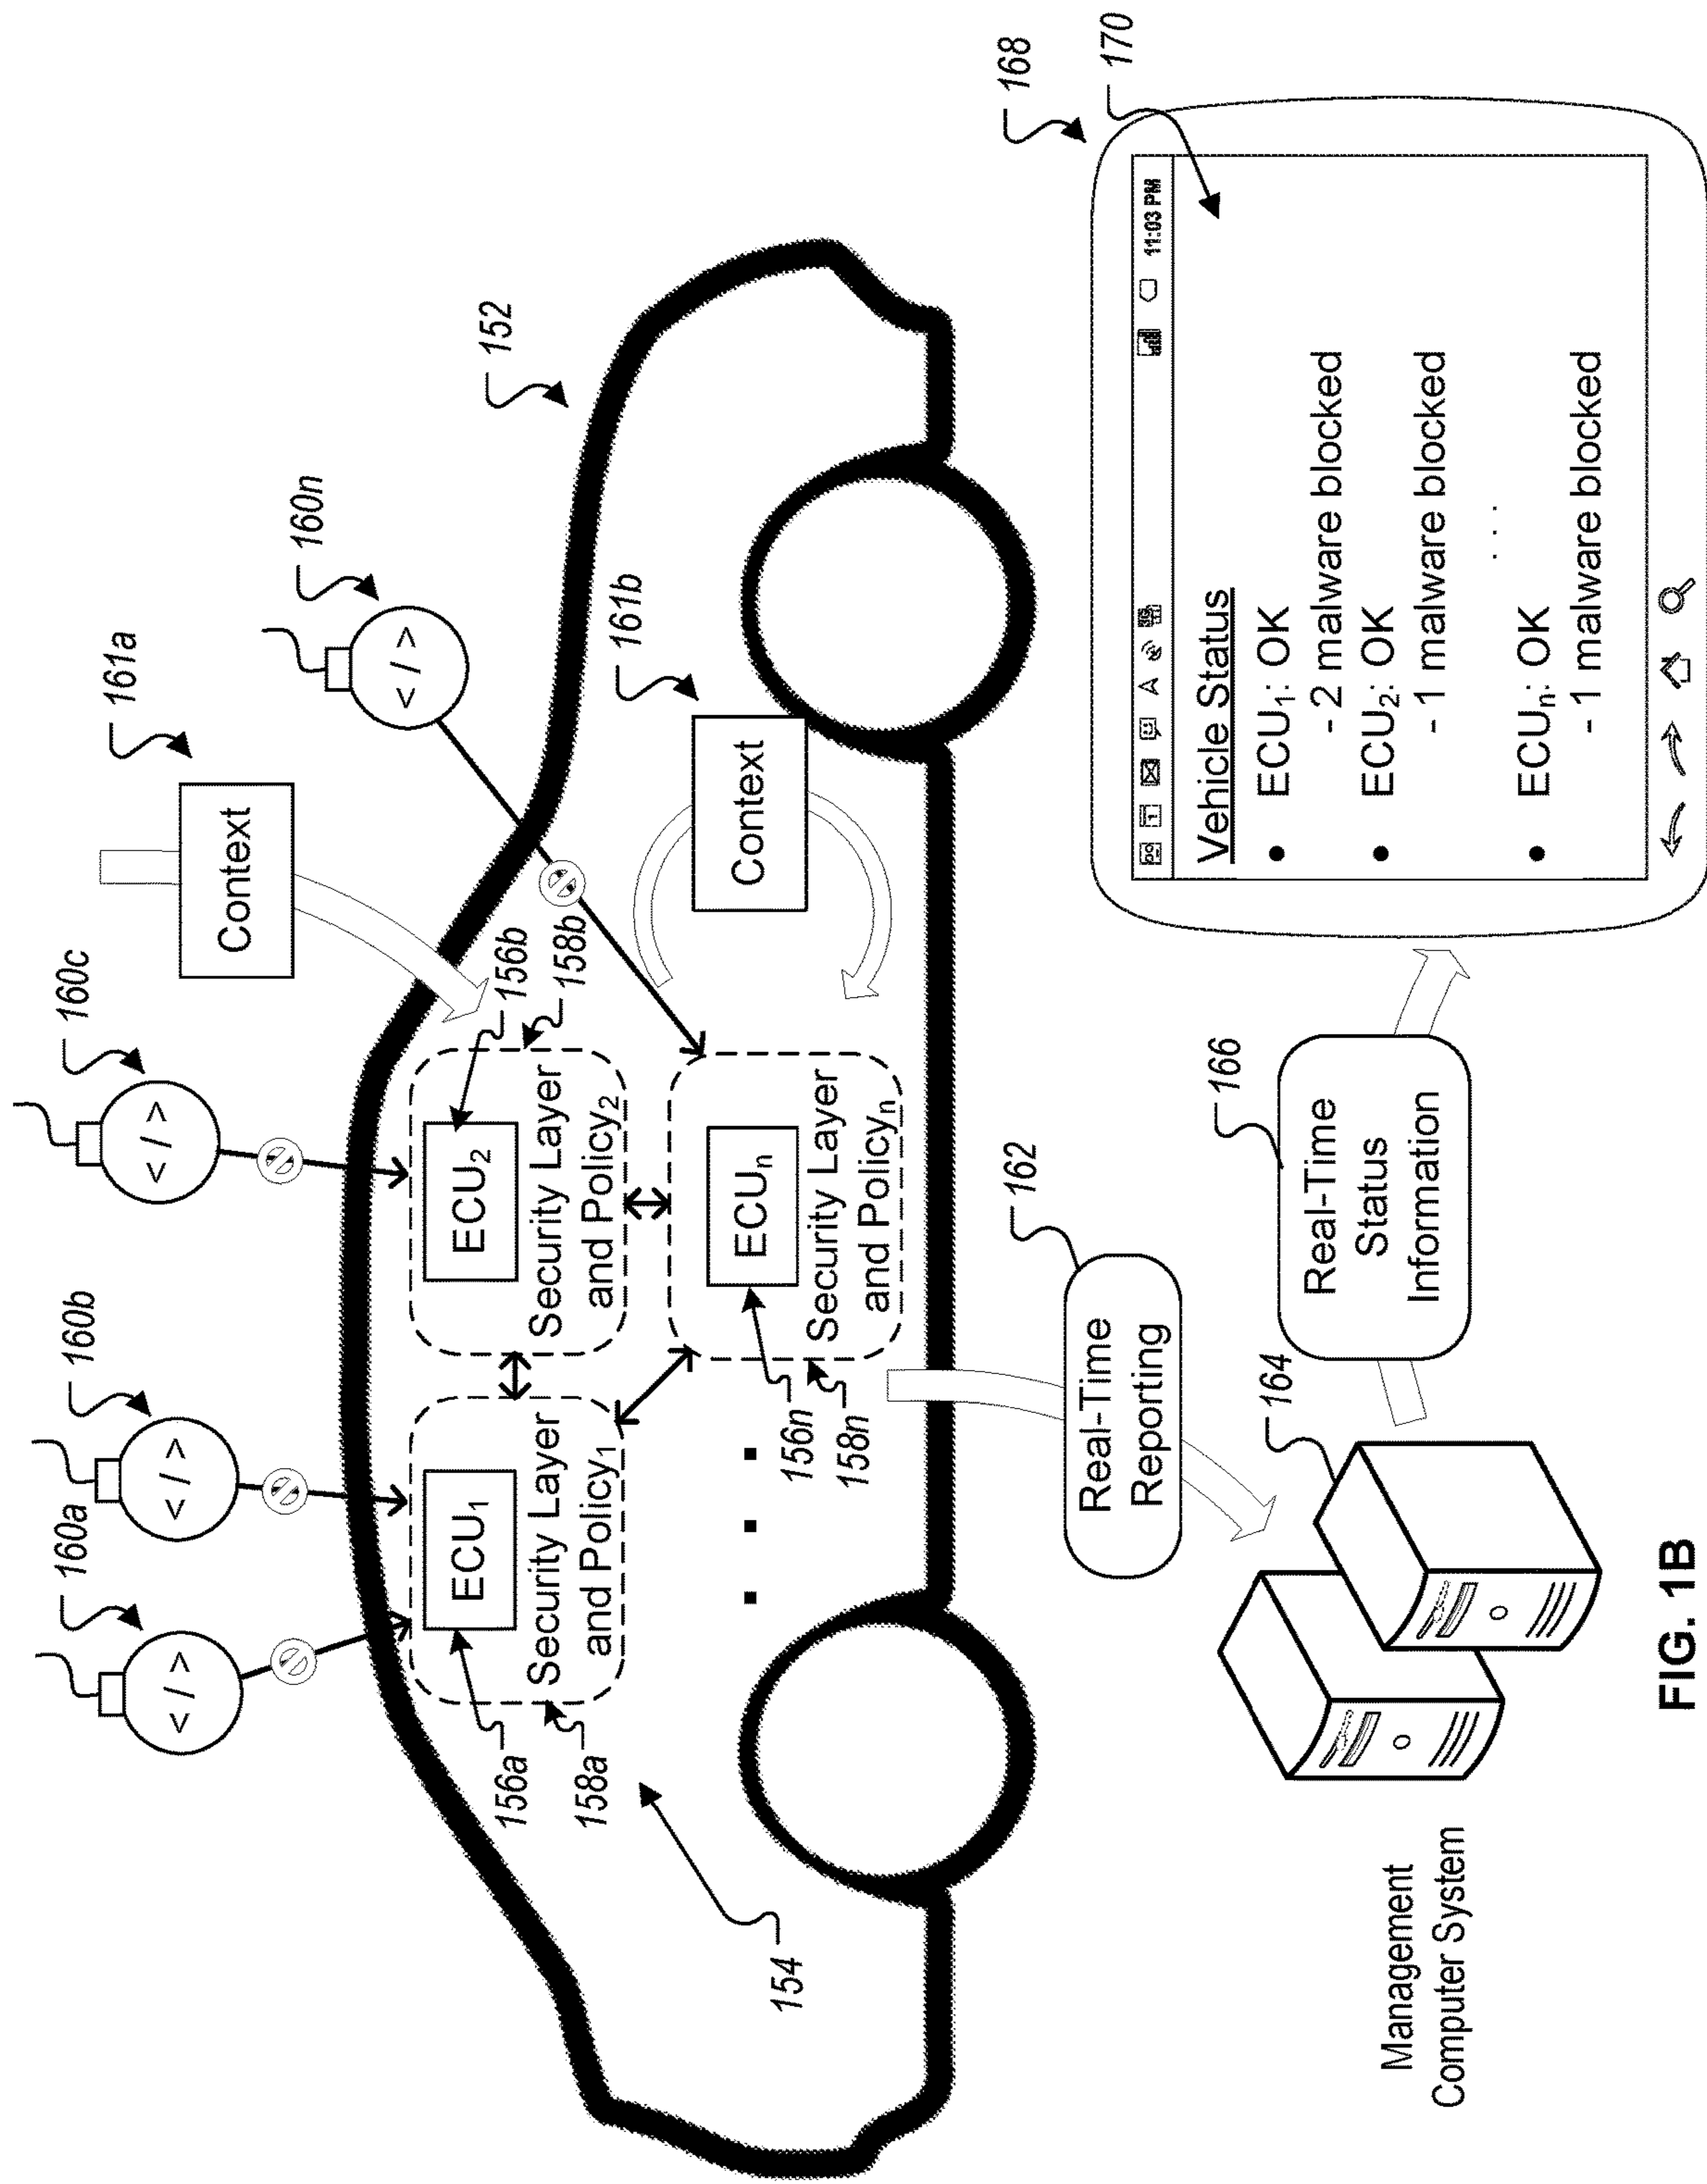 160a
160b
160c
161a
160n
152
Context
< / >
< / >
< / >
< / >
ECU1
Security Layer
and Policy1
ECU2
Security Layer
and Policy2
156b
158b
161b
Context
156a
158a
154
ECUn
Security Layer
and Policyn
156n
158n
. . .
162
Real-Time
Reporting
164
Management
Computer System
166
Real-Time
Status
Information
168
170
11:03 PM
Vehicle Status
• ECU1: OK
- 2 malware blocked
• ECU2: OK
- 1 malware blocked
. . .
• ECUn: OK
- 1 malware blocked
FIG. 1B